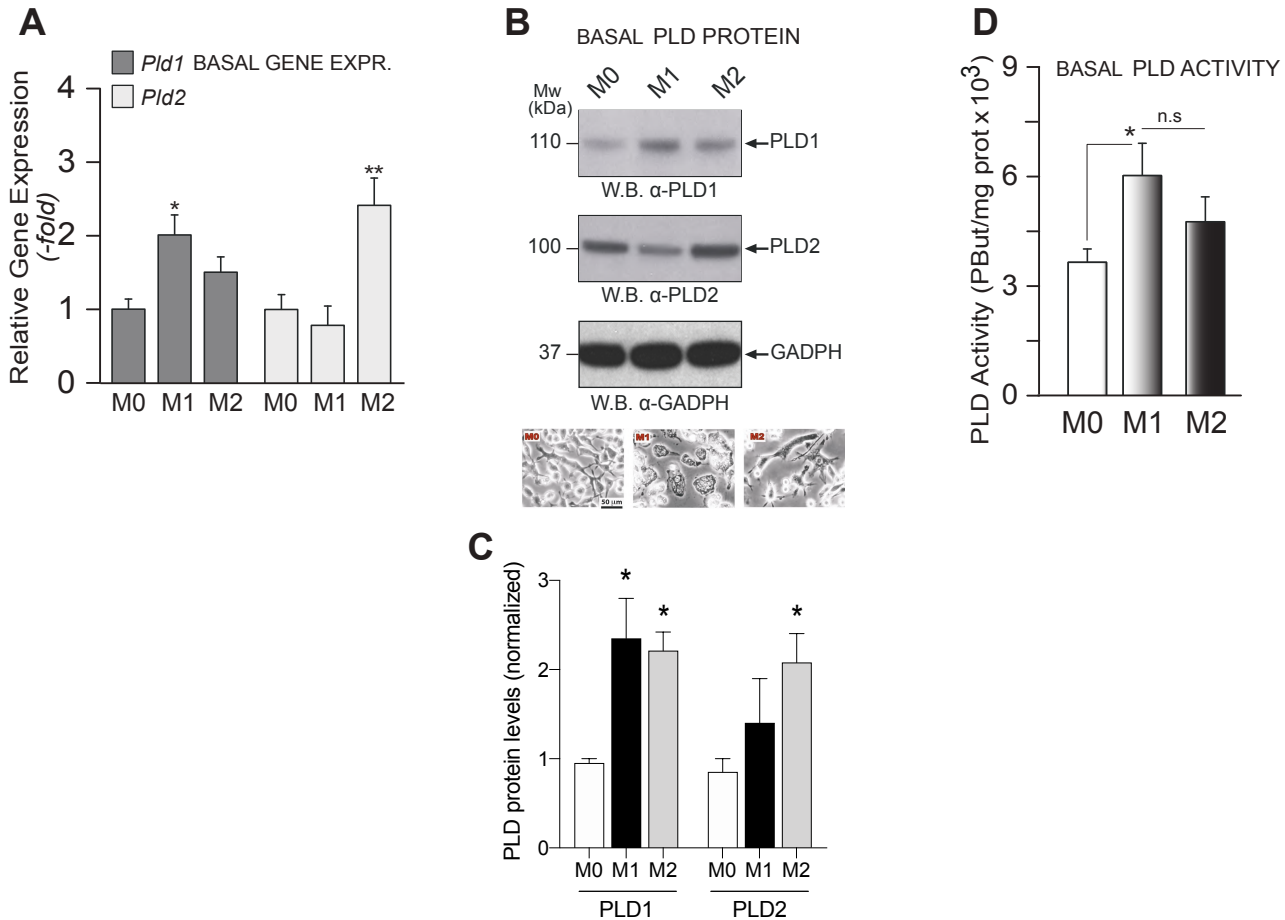 A
Pld1 BASAL GENE EXPR.
Pld2
Relative Gene Expression
(-fold)
4
3
2
1
0
*
**
M0 M1 M2 M0 M1 M2
B
BASAL PLD PROTEIN
Mw
(kDa)
M0 M1 M2
110
PLD1
W.B. α-PLD1
100
PLD2
W.B. α-PLD2
37
GADPH
W.B. α-GADPH
M0
50 µm
M1
M2
C
PLD protein levels (normalized)
3
2
1
0
*
*
*
M0 M1 M2 M0 M1 M2
PLD1 PLD2
D
BASAL PLD ACTIVITY
PLD Activity (PBut/mg prot x 10³)
9
6
3
0
*
n.s
M0 M1 M2